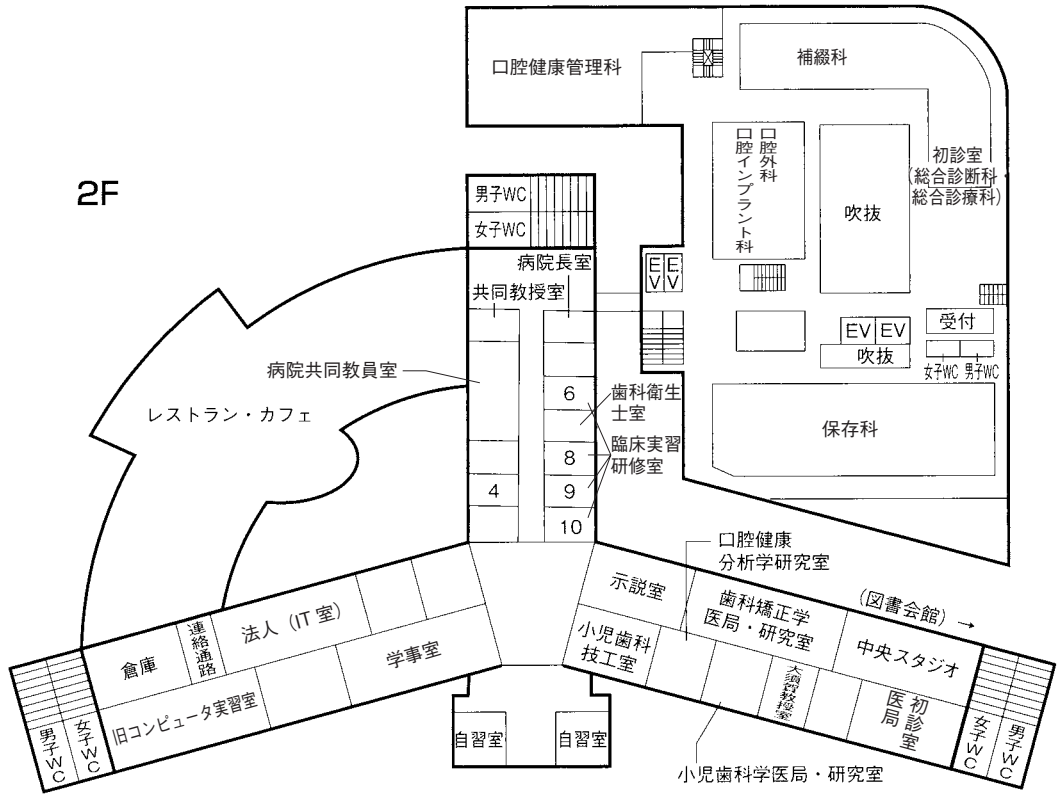 2F
口腔健康管理科
補綴科
口腔外科
口腔インプラント科
初診室
(総合診断科
総合診療科)
吹抜
男子WC
女子WC
病院長室
共同教授室
EV
EV
EV
EV
吹抜
受付
女子WC
男子WC
病院共同教員室
レストラン・カフェ
6
歯科衛生
士室
保存科
8
臨床実習
研修室
4
9
10
口腔健康
分析学研究室
示説室
歯科矯正学
医局・研究室
(図書会館)→
中央スタジオ
法人(IT室)
連絡通路
倉庫
学事室
小児歯科
技工室
大須賀教授室
初診室
医局
旧コンピュータ実習室
男子WC
女子WC
女子WC
男子WC
自習室
自習室
小児歯科学医局・研究室